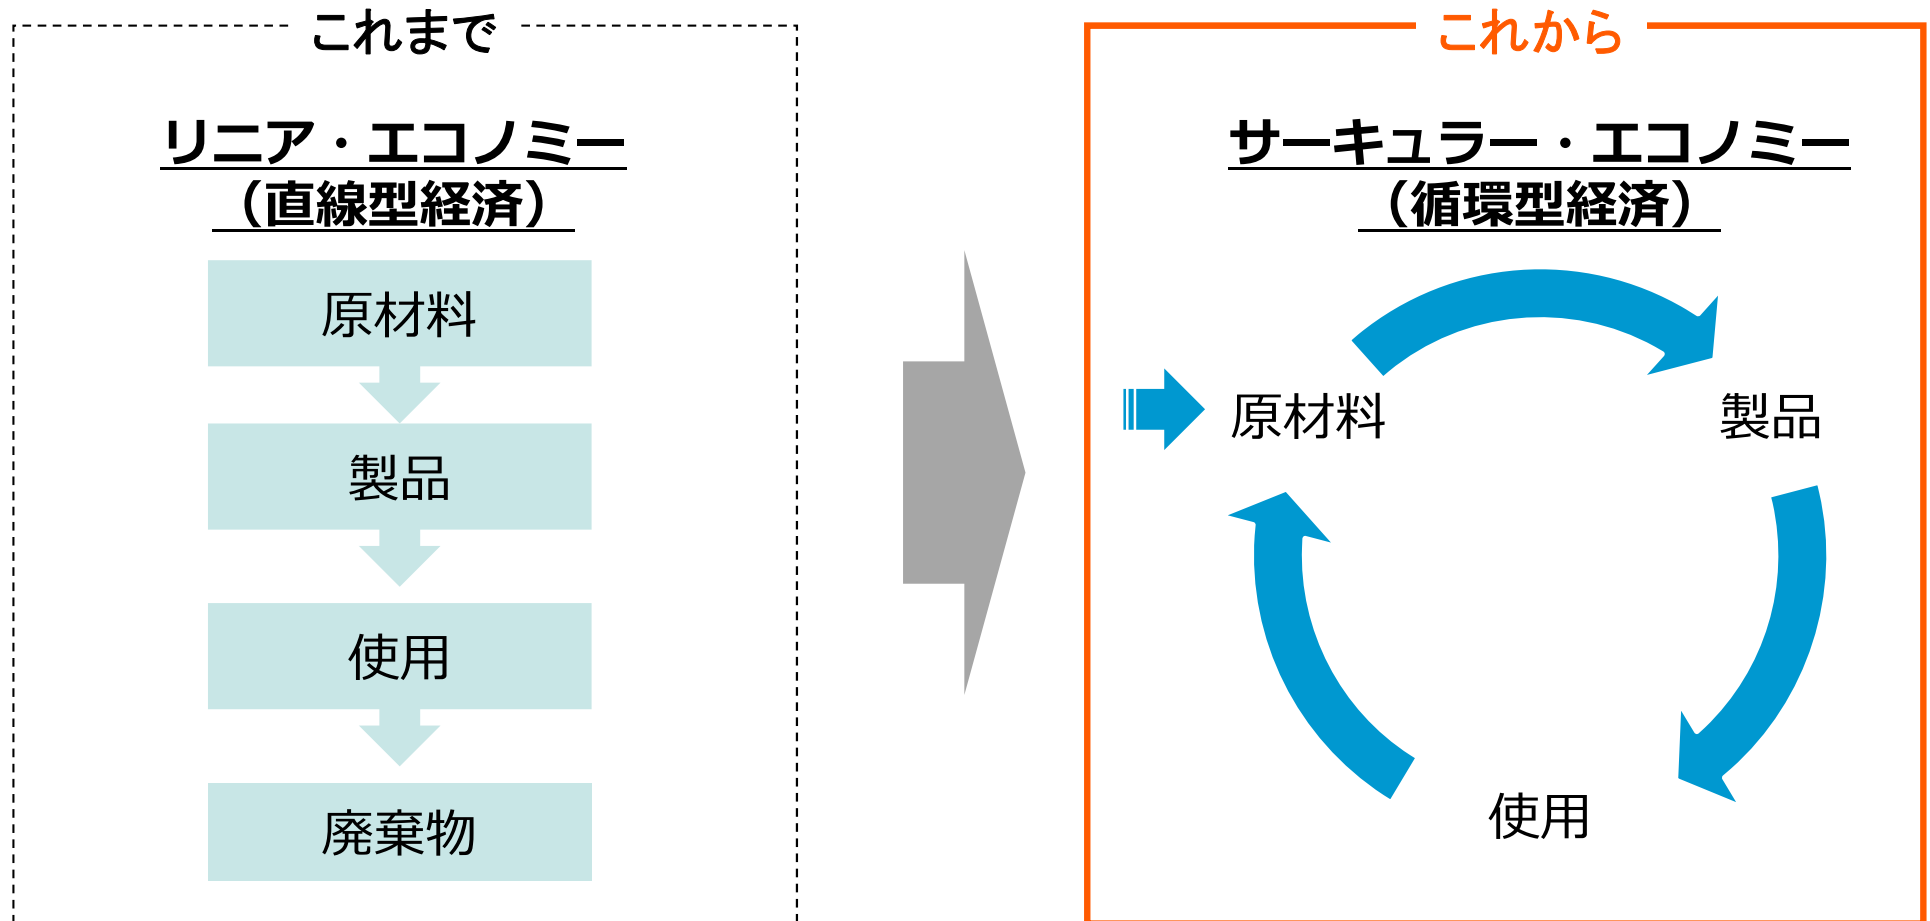 これまで
リニア・エコノミー
（直線型経済）
原材料
製品
使用
廃棄物
これから
サーキュラー・エコノミー
（循環型経済）
原材料
製品
使用